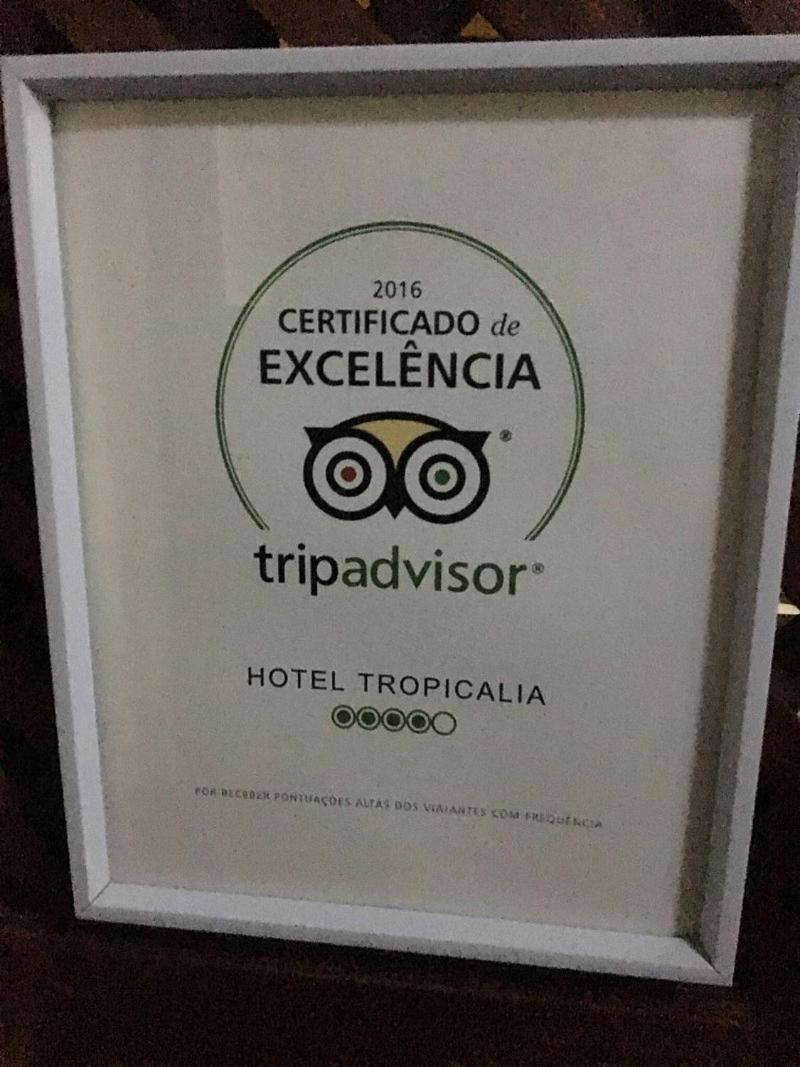 2016
CERTIFICADO de
EXCELÊNCIA
®
tripadvisor®
HOTEL TROPICALIA
POR RECEBER PONTUAÇÕES ALTAS DOS VIAJANTES COM FREQUÊNCIA